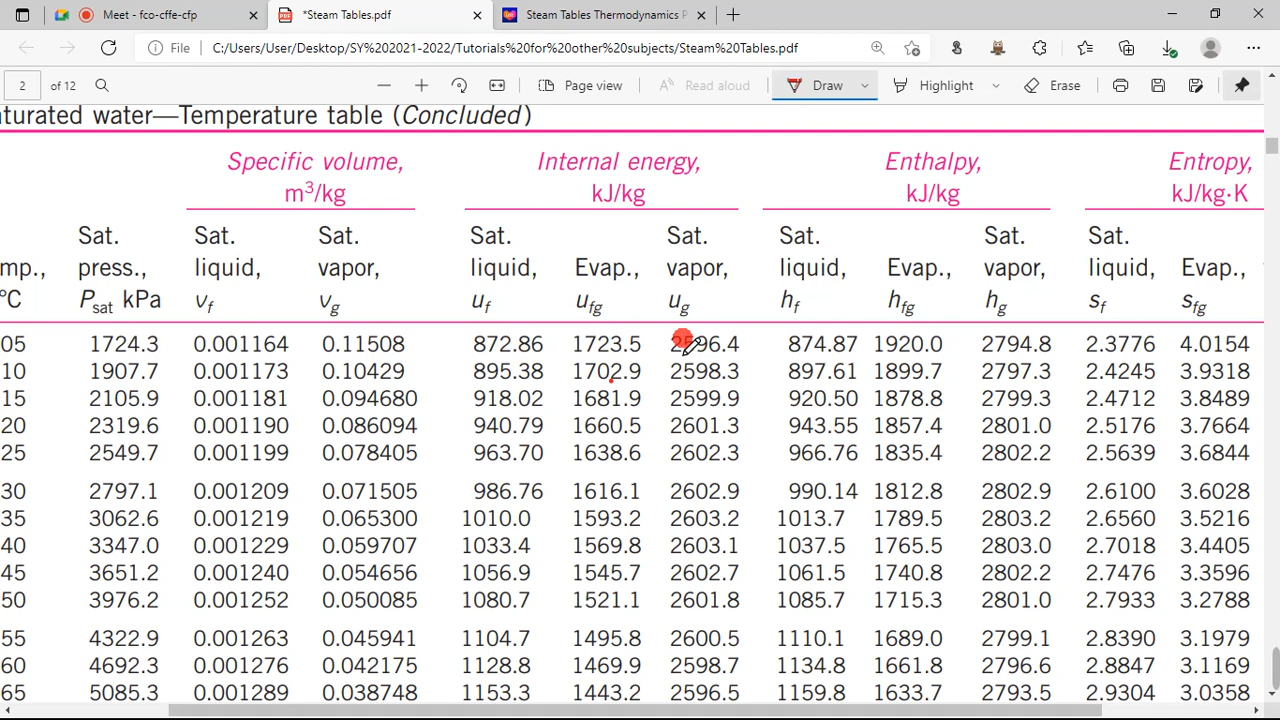 Meet - fco-cffe-cfp
*Steam Tables.pdf
Steam Tables Thermodynamics P
File
C:/Users/User/Desktop/SY%202021-2022/Tutorials%20for%20other%20subjects/Steam%20Tables.pdf
2 of 12
Page view
Read aloud
Draw
Highlight
Erase
aturated water—Temperature table (Concluded)
Specific volume, Internal energy, Enthalpy, Entropy,
m³/kg kJ/kg kJ/kg kJ/kg·K
Sat. Sat. Sat. Sat. Sat. Sat. Sat. Sat.
mp., press., liquid, vapor, liquid, Evap., vapor, liquid, Evap., vapor, liquid, Evap.,
°C Psat kPa vf vg uf ufg ug hf hfg hg sf sfg
05 1724.3 0.001164 0.11508 872.86 1723.5 2596.4 874.87 1920.0 2794.8 2.3776 4.0154
10 1907.7 0.001173 0.10429 895.38 1702.9 2598.3 897.61 1899.7 2797.3 2.4245 3.9318
15 2105.9 0.001181 0.094680 918.02 1681.9 2599.9 920.50 1878.8 2799.3 2.4712 3.8489
20 2319.6 0.001190 0.086094 940.79 1660.5 2601.3 943.55 1857.4 2801.0 2.5176 3.7664
25 2549.7 0.001199 0.078405 963.70 1638.6 2602.3 966.76 1835.4 2802.2 2.5639 3.6844
30 2797.1 0.001209 0.071505 986.76 1616.1 2602.9 990.14 1812.8 2802.9 2.6100 3.6028
35 3062.6 0.001219 0.065300 1010.0 1593.2 2603.2 1013.7 1789.5 2803.2 2.6560 3.5216
40 3347.0 0.001229 0.059707 1033.4 1569.8 2603.1 1037.5 1765.5 2803.0 2.7018 3.4405
45 3651.2 0.001240 0.054656 1056.9 1545.7 2602.7 1061.5 1740.8 2802.2 2.7476 3.3596
50 3976.2 0.001252 0.050085 1080.7 1521.1 2601.8 1085.7 1715.3 2801.0 2.7933 3.2788
55 4322.9 0.001263 0.045941 1104.7 1495.8 2600.5 1110.1 1689.0 2799.1 2.8390 3.1979
60 4692.3 0.001276 0.042175 1128.8 1469.9 2598.7 1134.8 1661.8 2796.6 2.8847 3.1169
65 5085.3 0.001289 0.038748 1153.3 1443.2 2596.5 1159.8 1633.7 2793.5 2.9304 3.0358